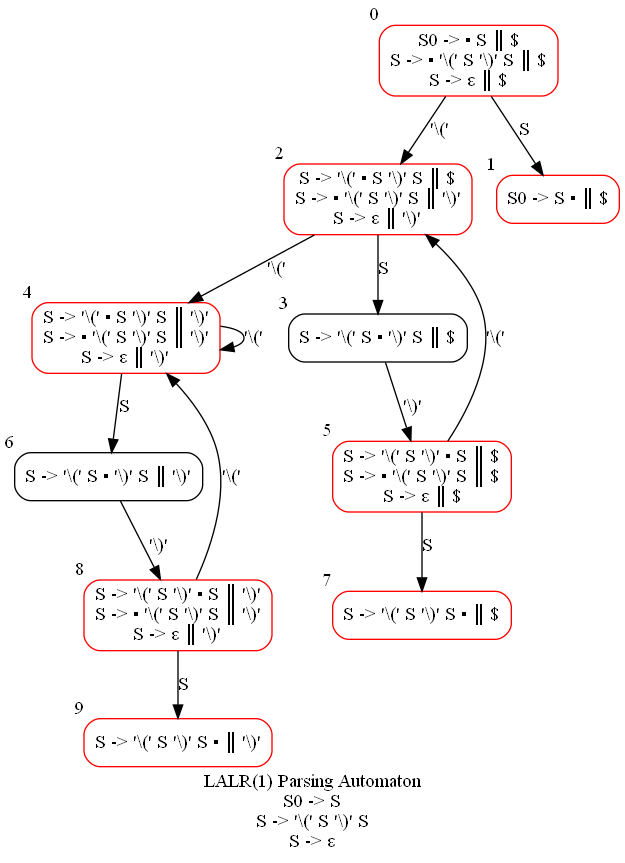 0
S0 -> ▪ S ║ $
S -> ▪ '\(' S '\)' S ║ $
S -> ε ║ $
'\('
S
2
S -> '\(' ▪ S '\)' S ║ $
S -> ▪ '\(' S '\)' S ║ '\)'
S -> ε ║ '\)'
1
S0 -> S ▪ ║ $
'\('
S
4
S -> '\(' ▪ S '\)' S ║ '\)'
S -> ▪ '\(' S '\)' S ║ '\)'
S -> ε ║ '\)'
'\('
3
S -> '\(' S ▪ '\)' S ║ $
'\('
S
'\)'
6
S -> '\(' S ▪ '\)' S ║ '\)'
'\('
5
S -> '\(' S '\)' ▪ S ║ $
S -> ▪ '\(' S '\)' S ║ $
S -> ε ║ $
'\)'
S
8
S -> '\(' S '\)' ▪ S ║ '\)'
S -> ▪ '\(' S '\)' S ║ '\)'
S -> ε ║ '\)'
7
S -> '\(' S '\)' S ▪ ║ $
S
9
S -> '\(' S '\)' S ▪ ║ '\)'
LALR(1) Parsing Automaton
S0 -> S
S -> '\(' S '\)' S
S -> ε